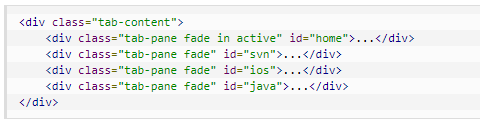 <div class="tab-content">
    <div class="tab-pane fade in active" id="home">...</div>
    <div class="tab-pane fade" id="svn">...</div>
    <div class="tab-pane fade" id="ios">...</div>
    <div class="tab-pane fade" id="java">...</div>
</div>